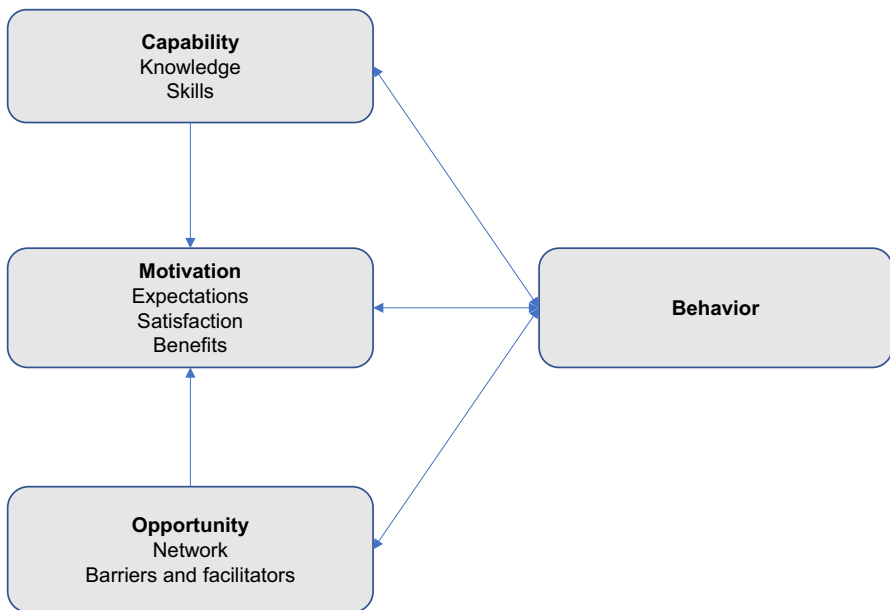 Capability
Knowledge
Skills
Motivation
Expectations
Satisfaction
Benefits
Behavior
Opportunity
Network
Barriers and facilitators